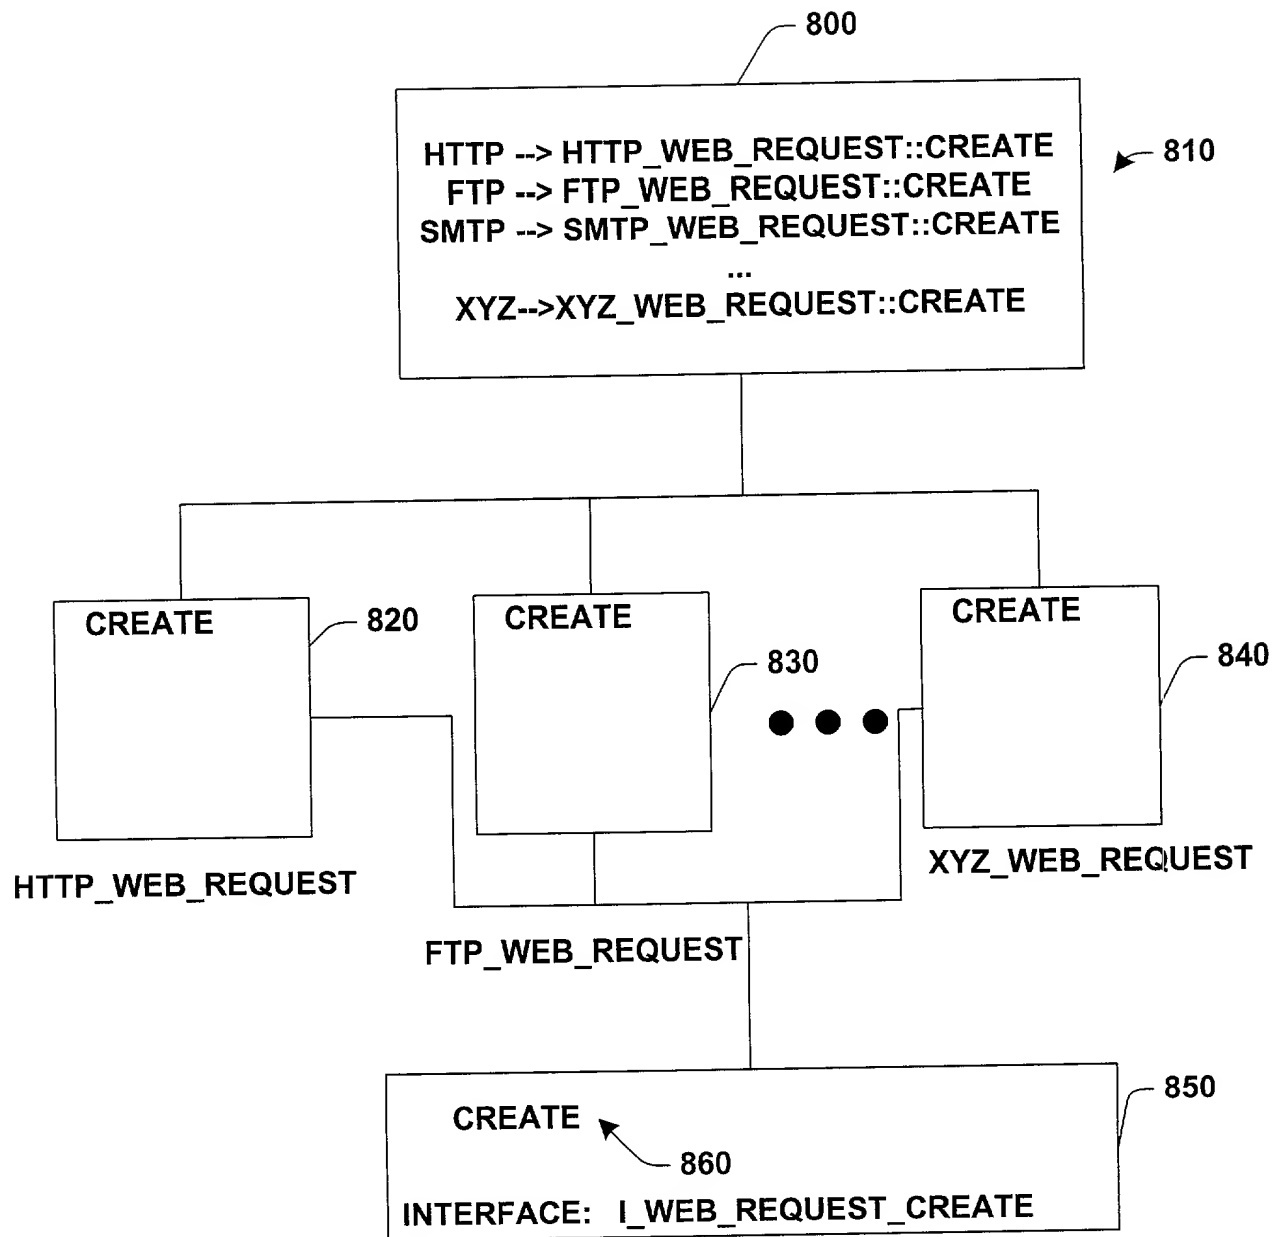 800
HTTP --> HTTP_WEB_REQUEST::CREATE
FTP --> FTP_WEB_REQUEST::CREATE
SMTP --> SMTP_WEB_REQUEST::CREATE
...
XYZ-->XYZ_WEB_REQUEST::CREATE
810
CREATE
820
CREATE
830
CREATE
840
HTTP_WEB_REQUEST
FTP_WEB_REQUEST
XYZ_WEB_REQUEST
850
CREATE
860
INTERFACE: I_WEB_REQUEST_CREATE